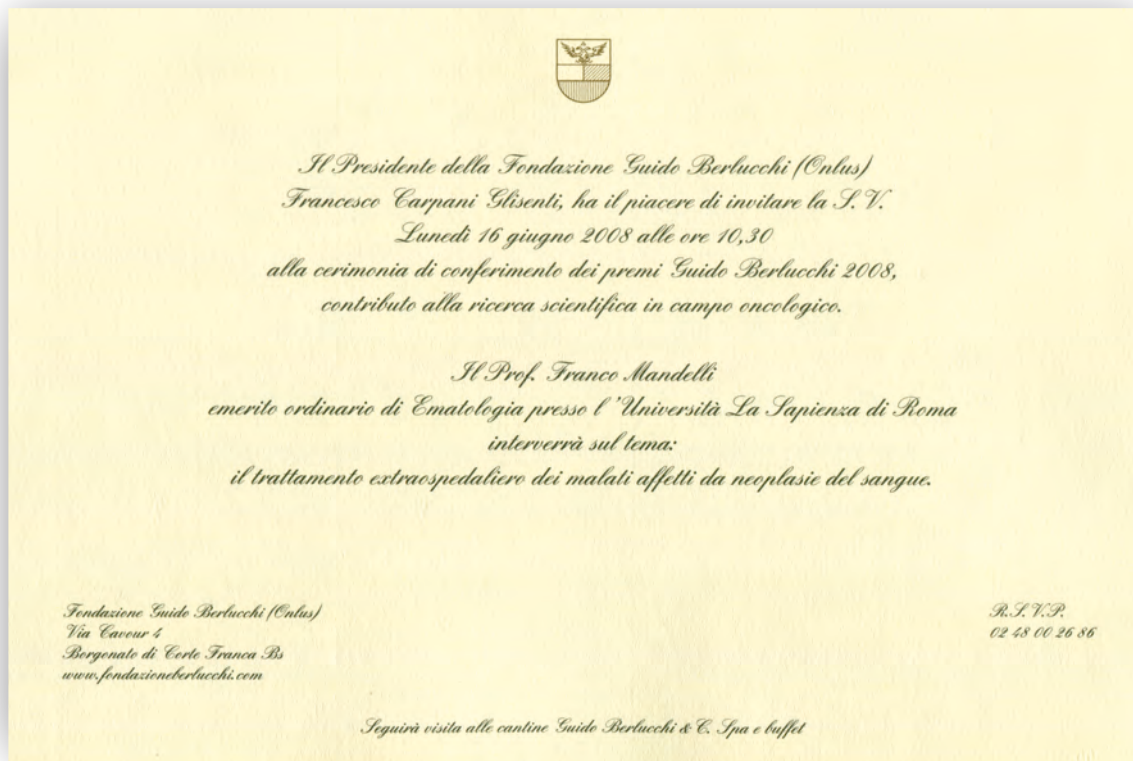 Il Presidente della Fondazione Guido Berlucchi (Onlus)
Francesco Carpani Glisenti, ha il piacere di invitare la S. V.
Lunedì 16 giugno 2008 alle ore 10,30
alla cerimonia di conferimento dei premi Guido Berlucchi 2008,
contributo alla ricerca scientifica in campo oncologico.
Il Prof. Franco Mandelli
emerito ordinario di Ematologia presso l 'Università La Sapienza di Roma
interverrà sul tema:
il trattamento extraospedaliero dei malati affetti da neoplasie del sangue.
Fondazione Guido Berlucchi (Onlus)
Via Cavour 4
Borgonato di Corte Franca Bs
www.fondazioneberlucchi.com
R.S.V.P.
02 48 00 26 86
Seguirà visita alle cantine Guido Berlucchi & C. Spa e buffet